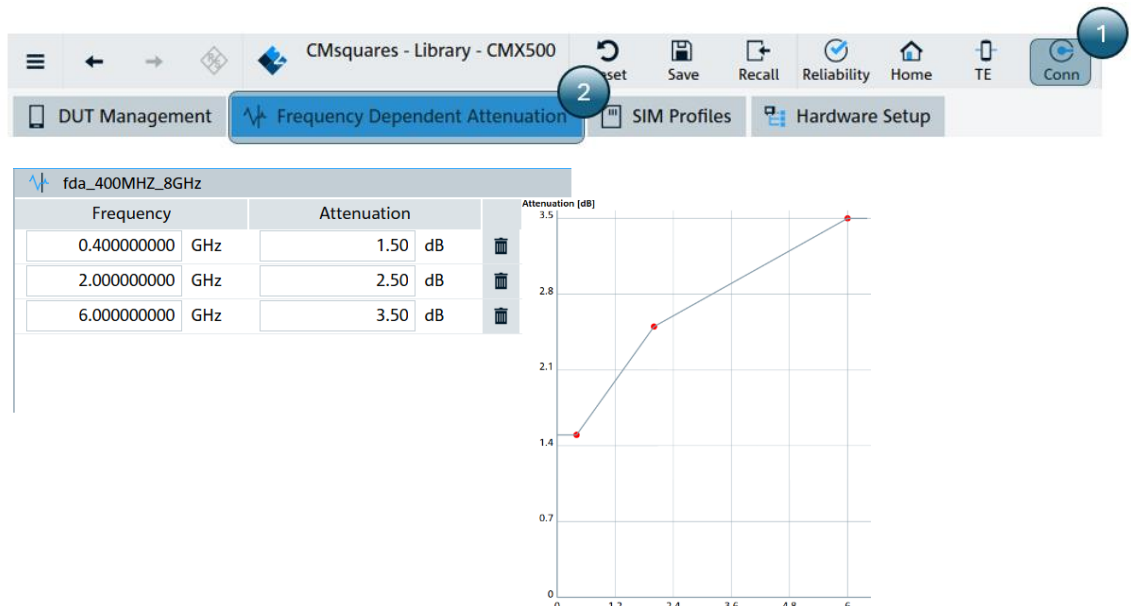 1
CMsquares - Library - CMX500
Save
Recall
Reliability
Home
TE
Conn
2
DUT Management
Frequency Dependent Attenuation
SIM Profiles
Hardware Setup
fda_400MHZ_8GHz
Frequency Attenuation
0.400000000 GHz 1.50 dB
2.000000000 GHz 2.50 dB
6.000000000 GHz 3.50 dB
Attenuation [dB]
3.5
2.8
2.1
1.4
0.7
0
0 1.2 2.4 3.6 4.8 6